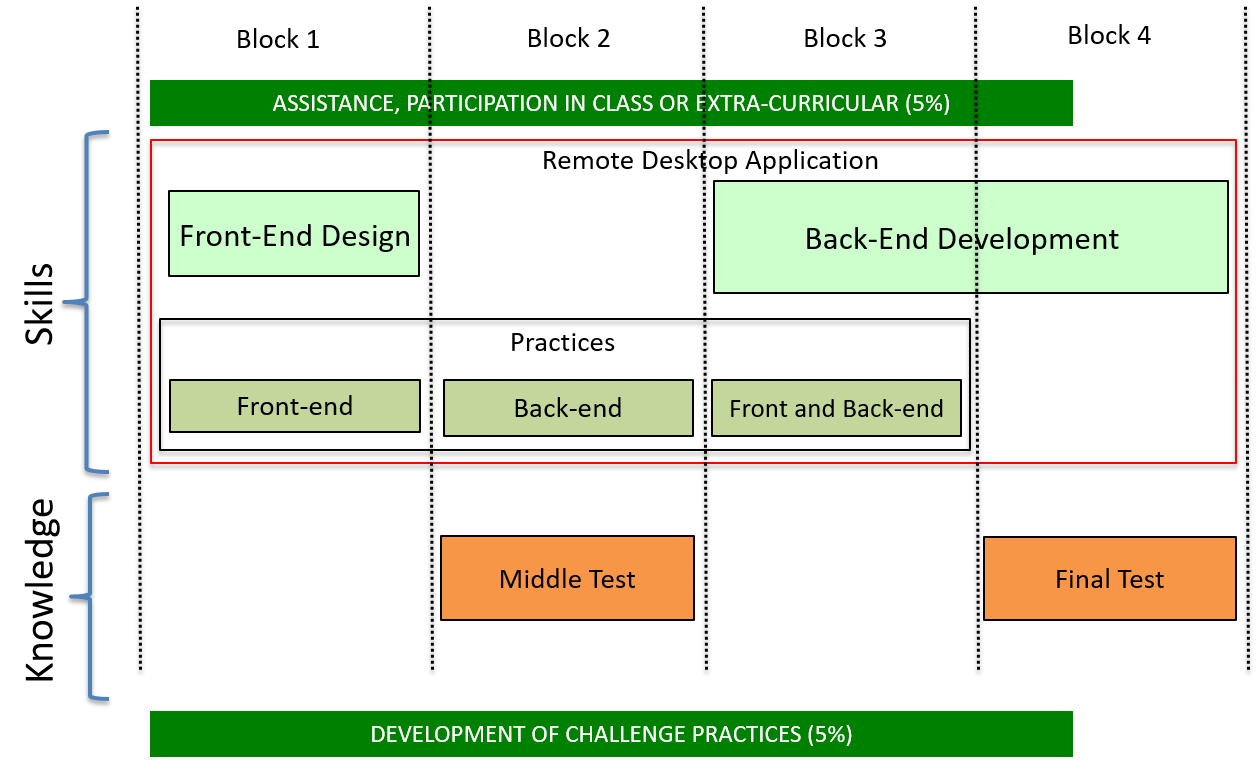 Block 1
Block 2
Block 3
Block 4
ASSISTANCE, PARTICIPATION IN CLASS OR EXTRA-CURRICULAR (5%)
Remote Desktop Application
Front-End Design
Back-End Development
Skills
Practices
Front-end
Back-end
Front and Back-end
Knowledge
Middle Test
Final Test
DEVELOPMENT OF CHALLENGE PRACTICES (5%)